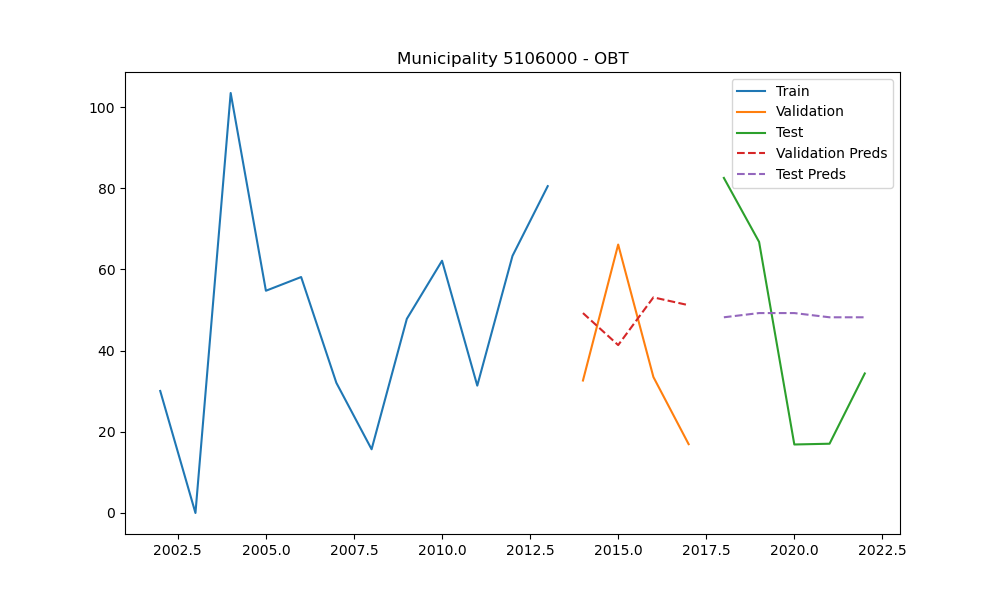 Municipality 5106000 - OBT
Train
Validation
Test
Validation Preds
Test Preds
100
80
60
40
20
0
2002.5 2005.0 2007.5 2010.0 2012.5 2015.0 2017.5 2020.0 2022.5